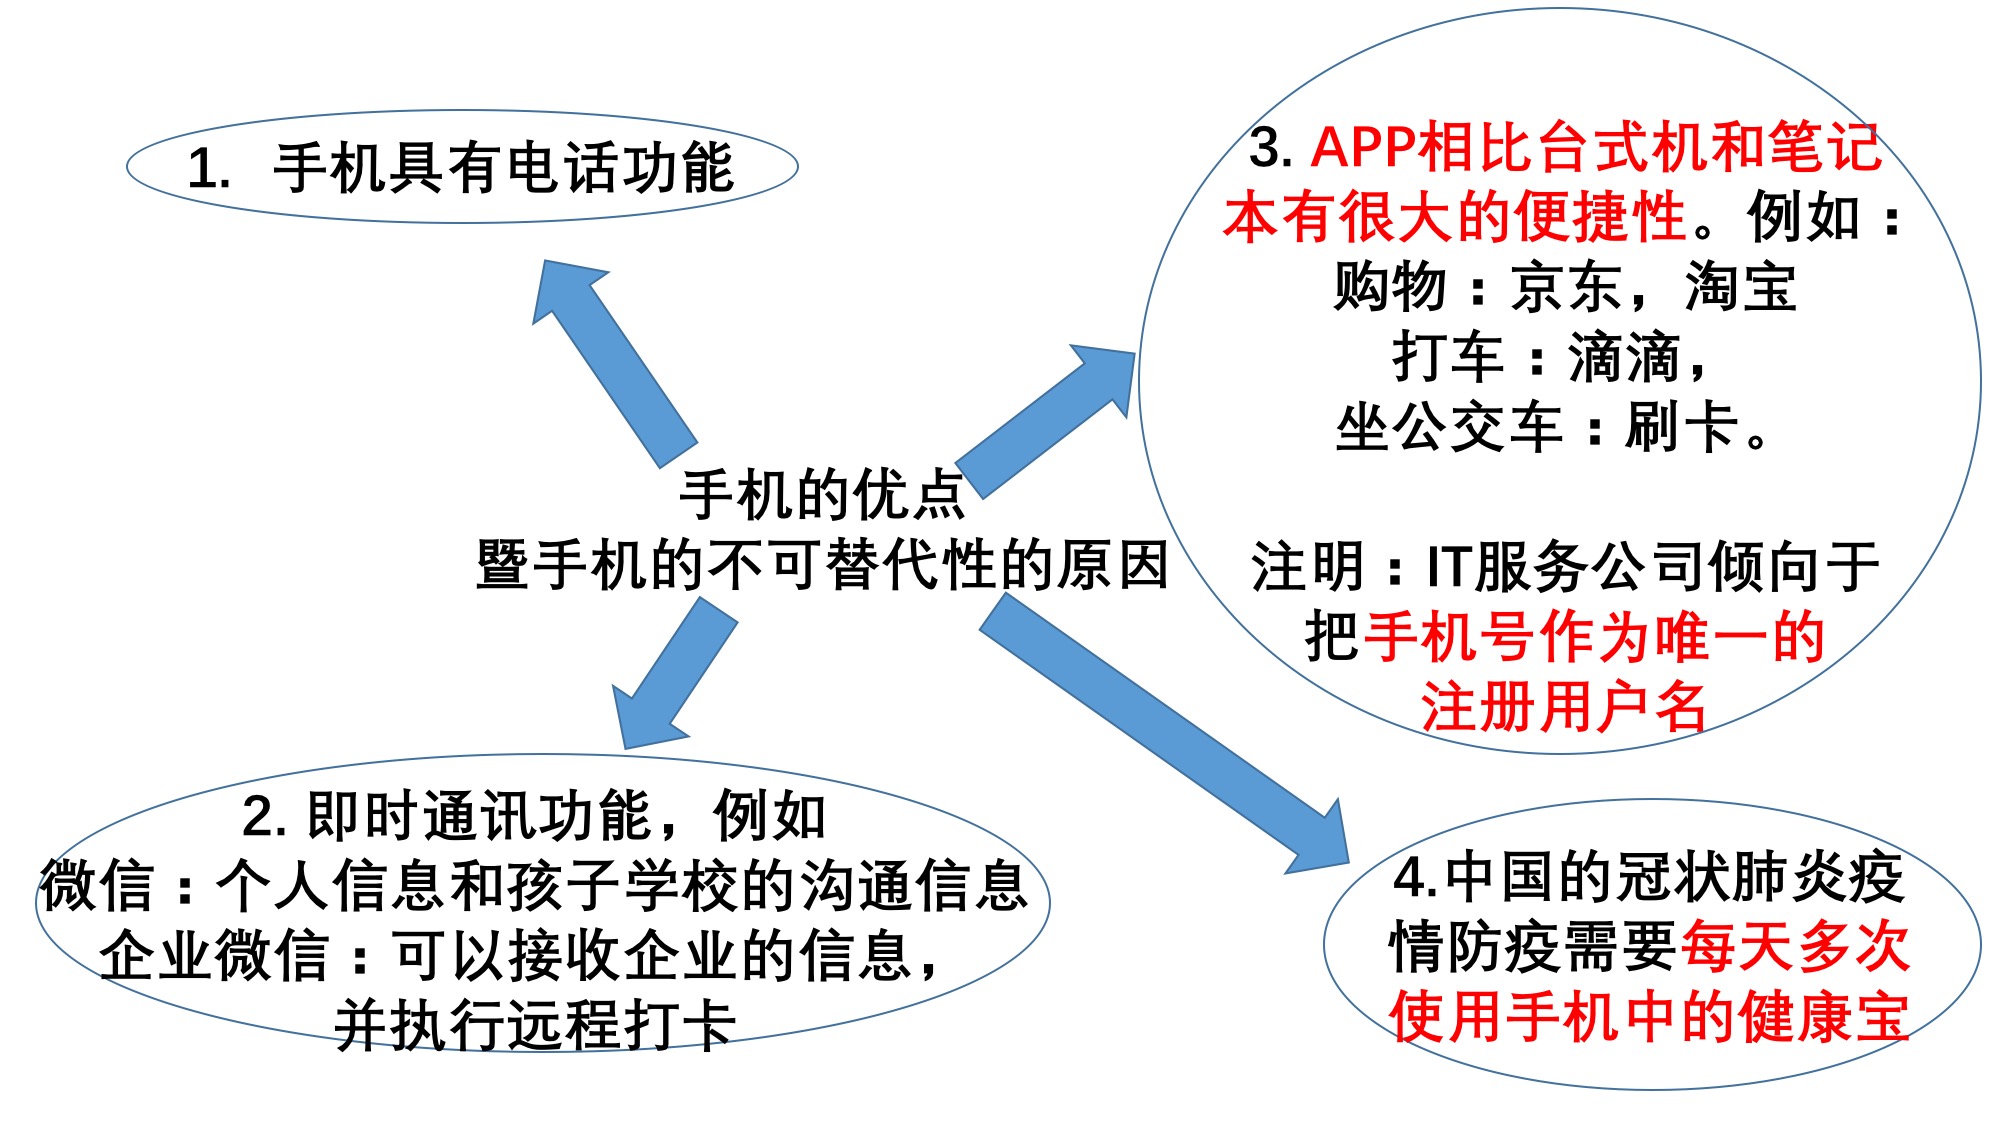 1. 手机具有电话功能
3. APP相比台式机和笔记
本有很大的便捷性。例如：
购物：京东，淘宝
打车：滴滴，
坐公交车：刷卡。
注明：IT服务公司倾向于
把手机号作为唯一的
注册用户名
手机的优点
暨手机的不可替代性的原因
2. 即时通讯功能，例如
微信：个人信息和孩子学校的沟通信息
企业微信：可以接收企业的信息，
并执行远程打卡
4.中国的冠状肺炎疫
情防疫需要每天多次
使用手机中的健康宝